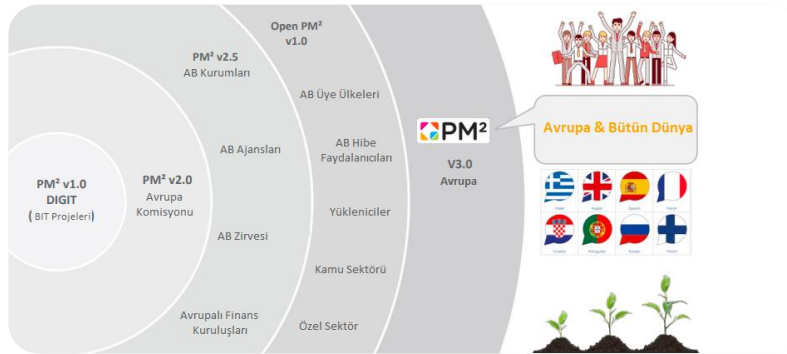 PM² v1.0
DIGIT
( BIT Projeleri)
PM² v2.0
Avrupa
Komisyonu
PM² v2.5
AB Kurumları
AB Ajansları
AB Zirvesi
Avrupalı Finans
Kuruluşları
Open PM²
v1.0
AB Üye Ülkeleri
AB Hibe
Faydalanıcıları
Yükleniciler
Kamu Sektörü
Özel Sektör
PM²
V3.0
Avrupa
Avrupa & Bütün Dünya